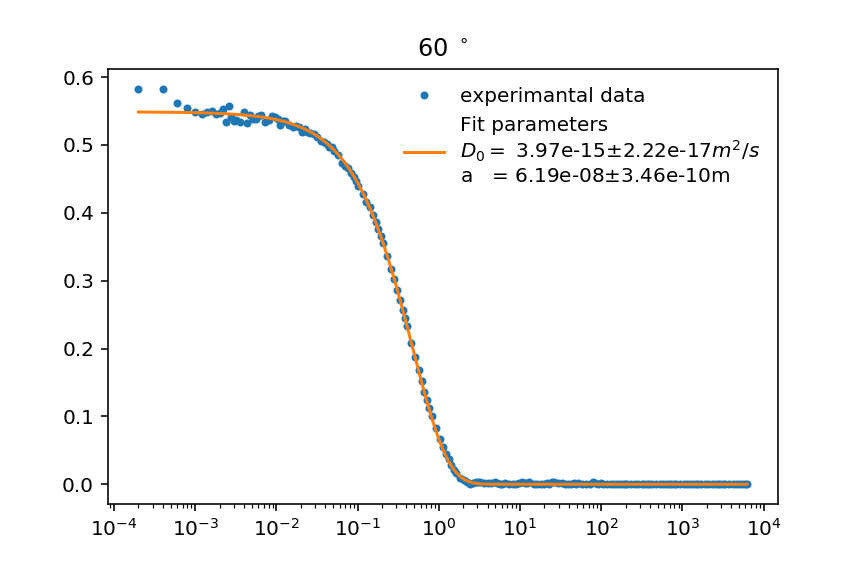 60 °
0.6
0.5
0.4
0.3
0.2
0.1
0.0
experimantal data
Fit parameters
D₀ = 3.97e-15±2.22e-17m²/s
a = 6.19e-08±3.46e-10m
10⁻⁴ 10⁻³ 10⁻² 10⁻¹ 10⁰ 10¹ 10² 10³ 10⁴